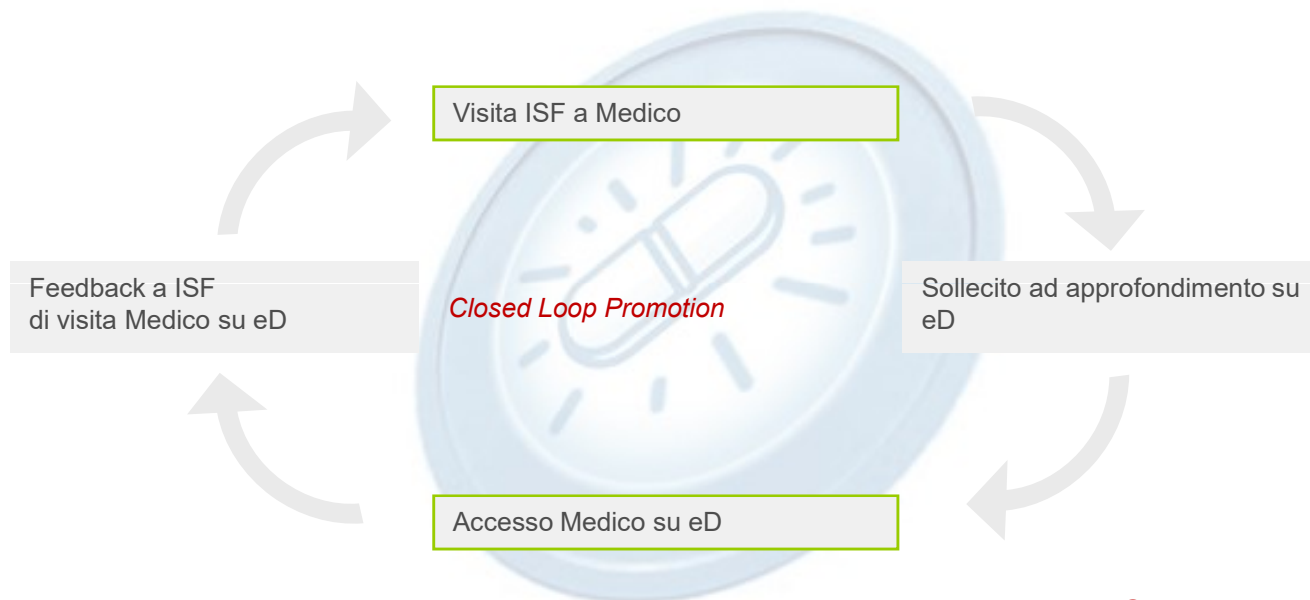 Visita ISF a Medico
Feedback a ISF
di visita Medico su eD
Closed Loop Promotion
Sollecito ad approfondimento su
eD
Accesso Medico su eD